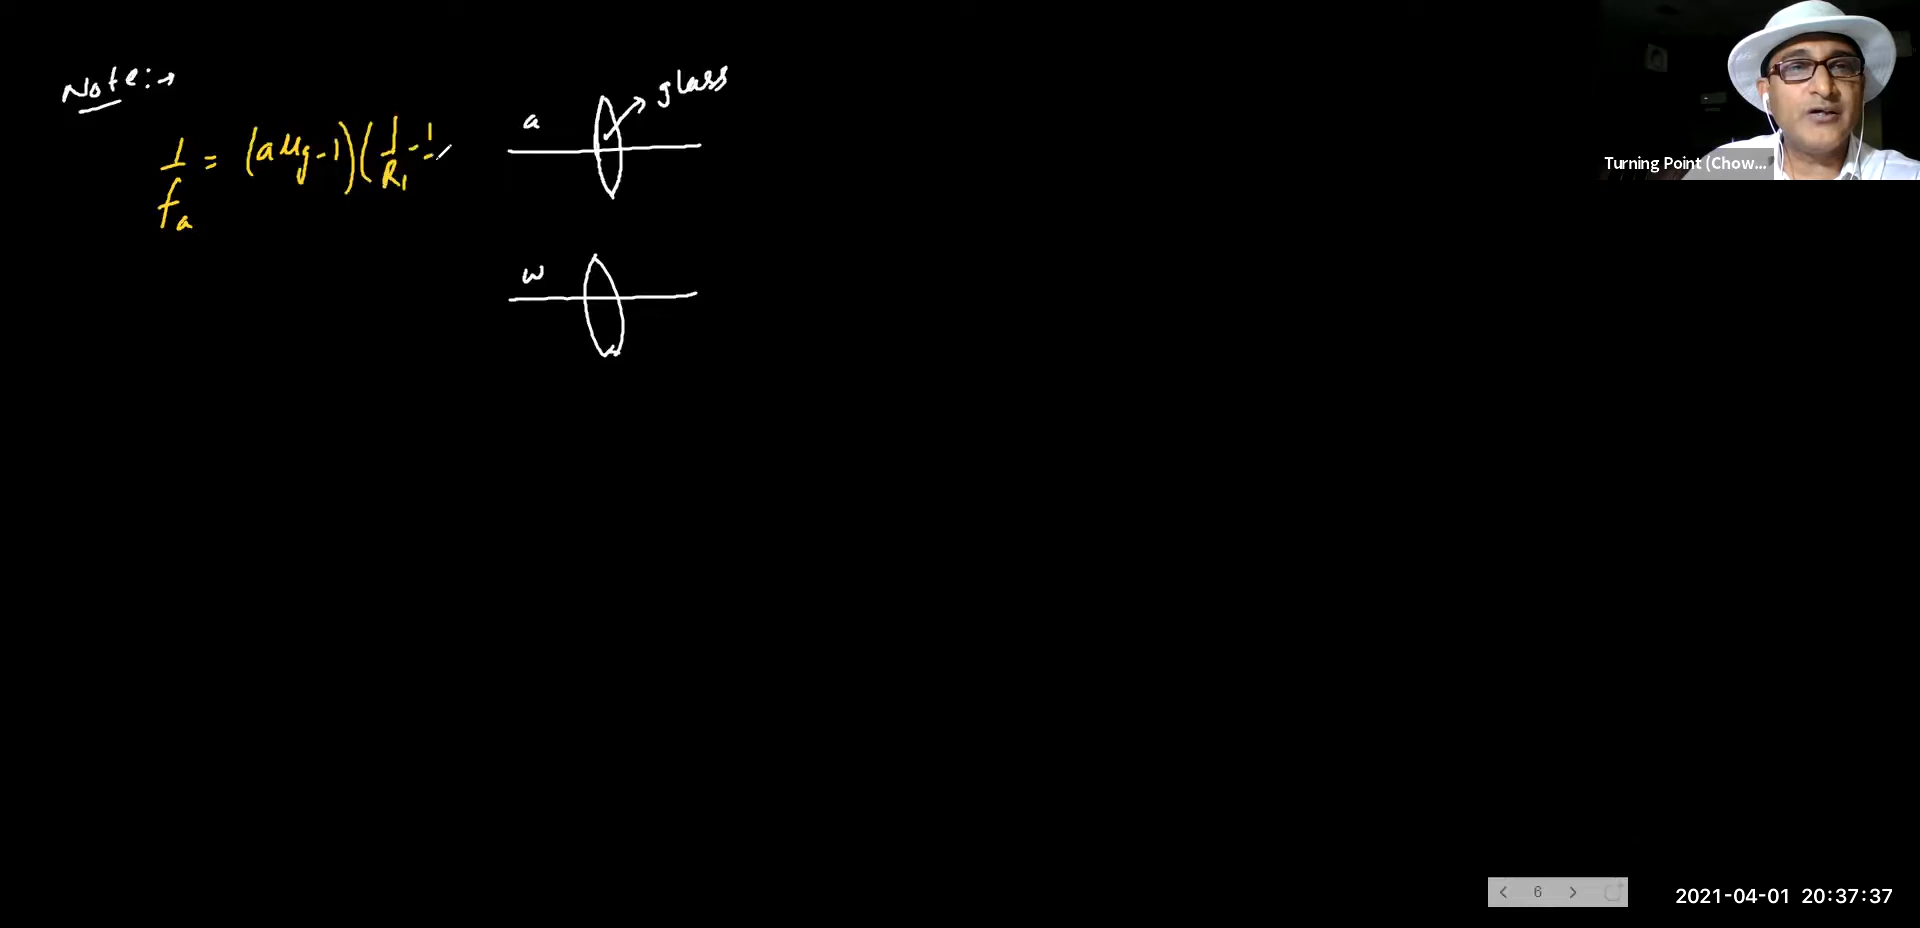 Note:→
1/fa = (aμg-1)(1/R1 - 1/
a
glass
w
Turning Point (Chow...
6
2021-04-01 20:37:37